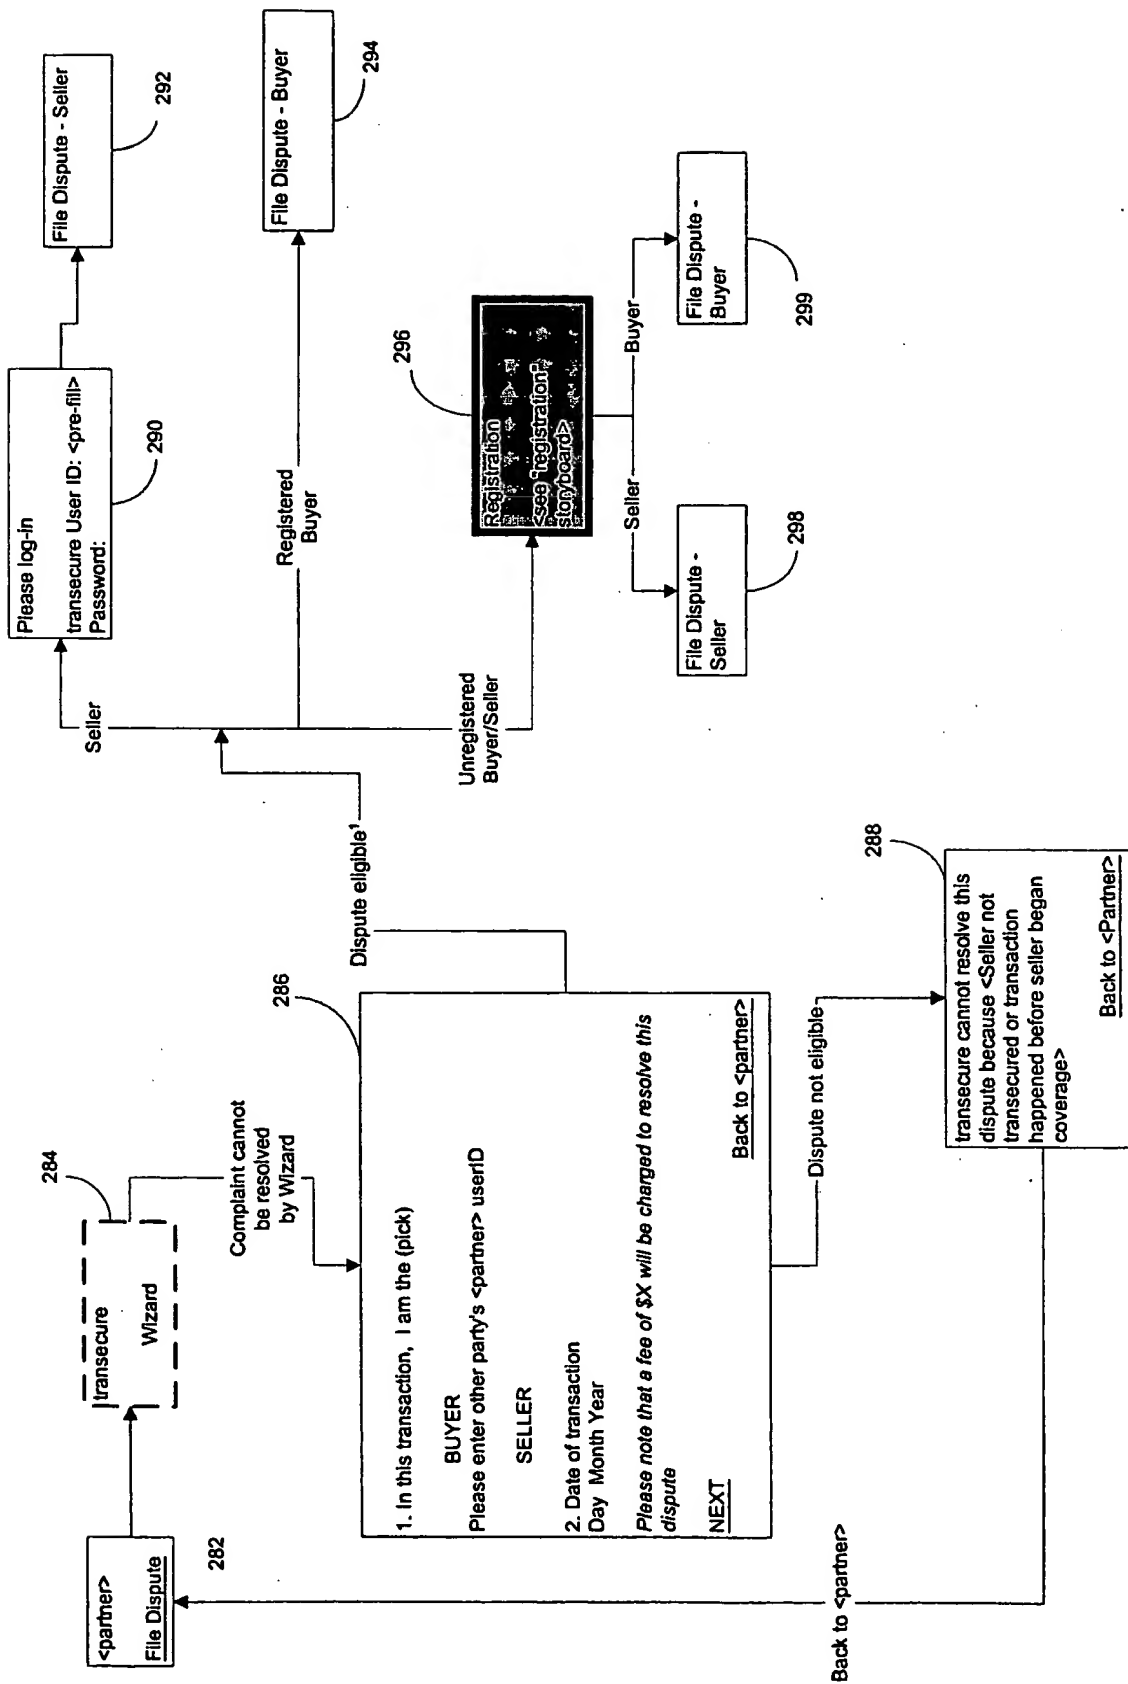 <partner>
File Dispute
282
transecure
Wizard
284
Complaint cannot
be resolved
by Wizard
286
1. In this transaction, I am the (pick)
BUYER
Please enter other party's <partner> userID
SELLER
2. Date of transaction
Day Month Year
Please note that a fee of $X will be charged to resolve this
dispute
NEXT
Back to <partner>
Dispute eligible¹
Dispute not eligible
288
transecure cannot resolve this
dispute because <Seller not
transecured or transaction
happened before seller began
coverage>
Back to <Partner>
Back to <partner>
Seller
Please log-in
transecure User ID: <pre-fill>
Password:
290
File Dispute - Seller
292
Registered
Buyer
File Dispute - Buyer
294
Unregistered
Buyer/Seller
Registration
<see "registration"
storyboard>
296
Seller
Buyer
File Dispute -
Seller
298
File Dispute -
Buyer
299